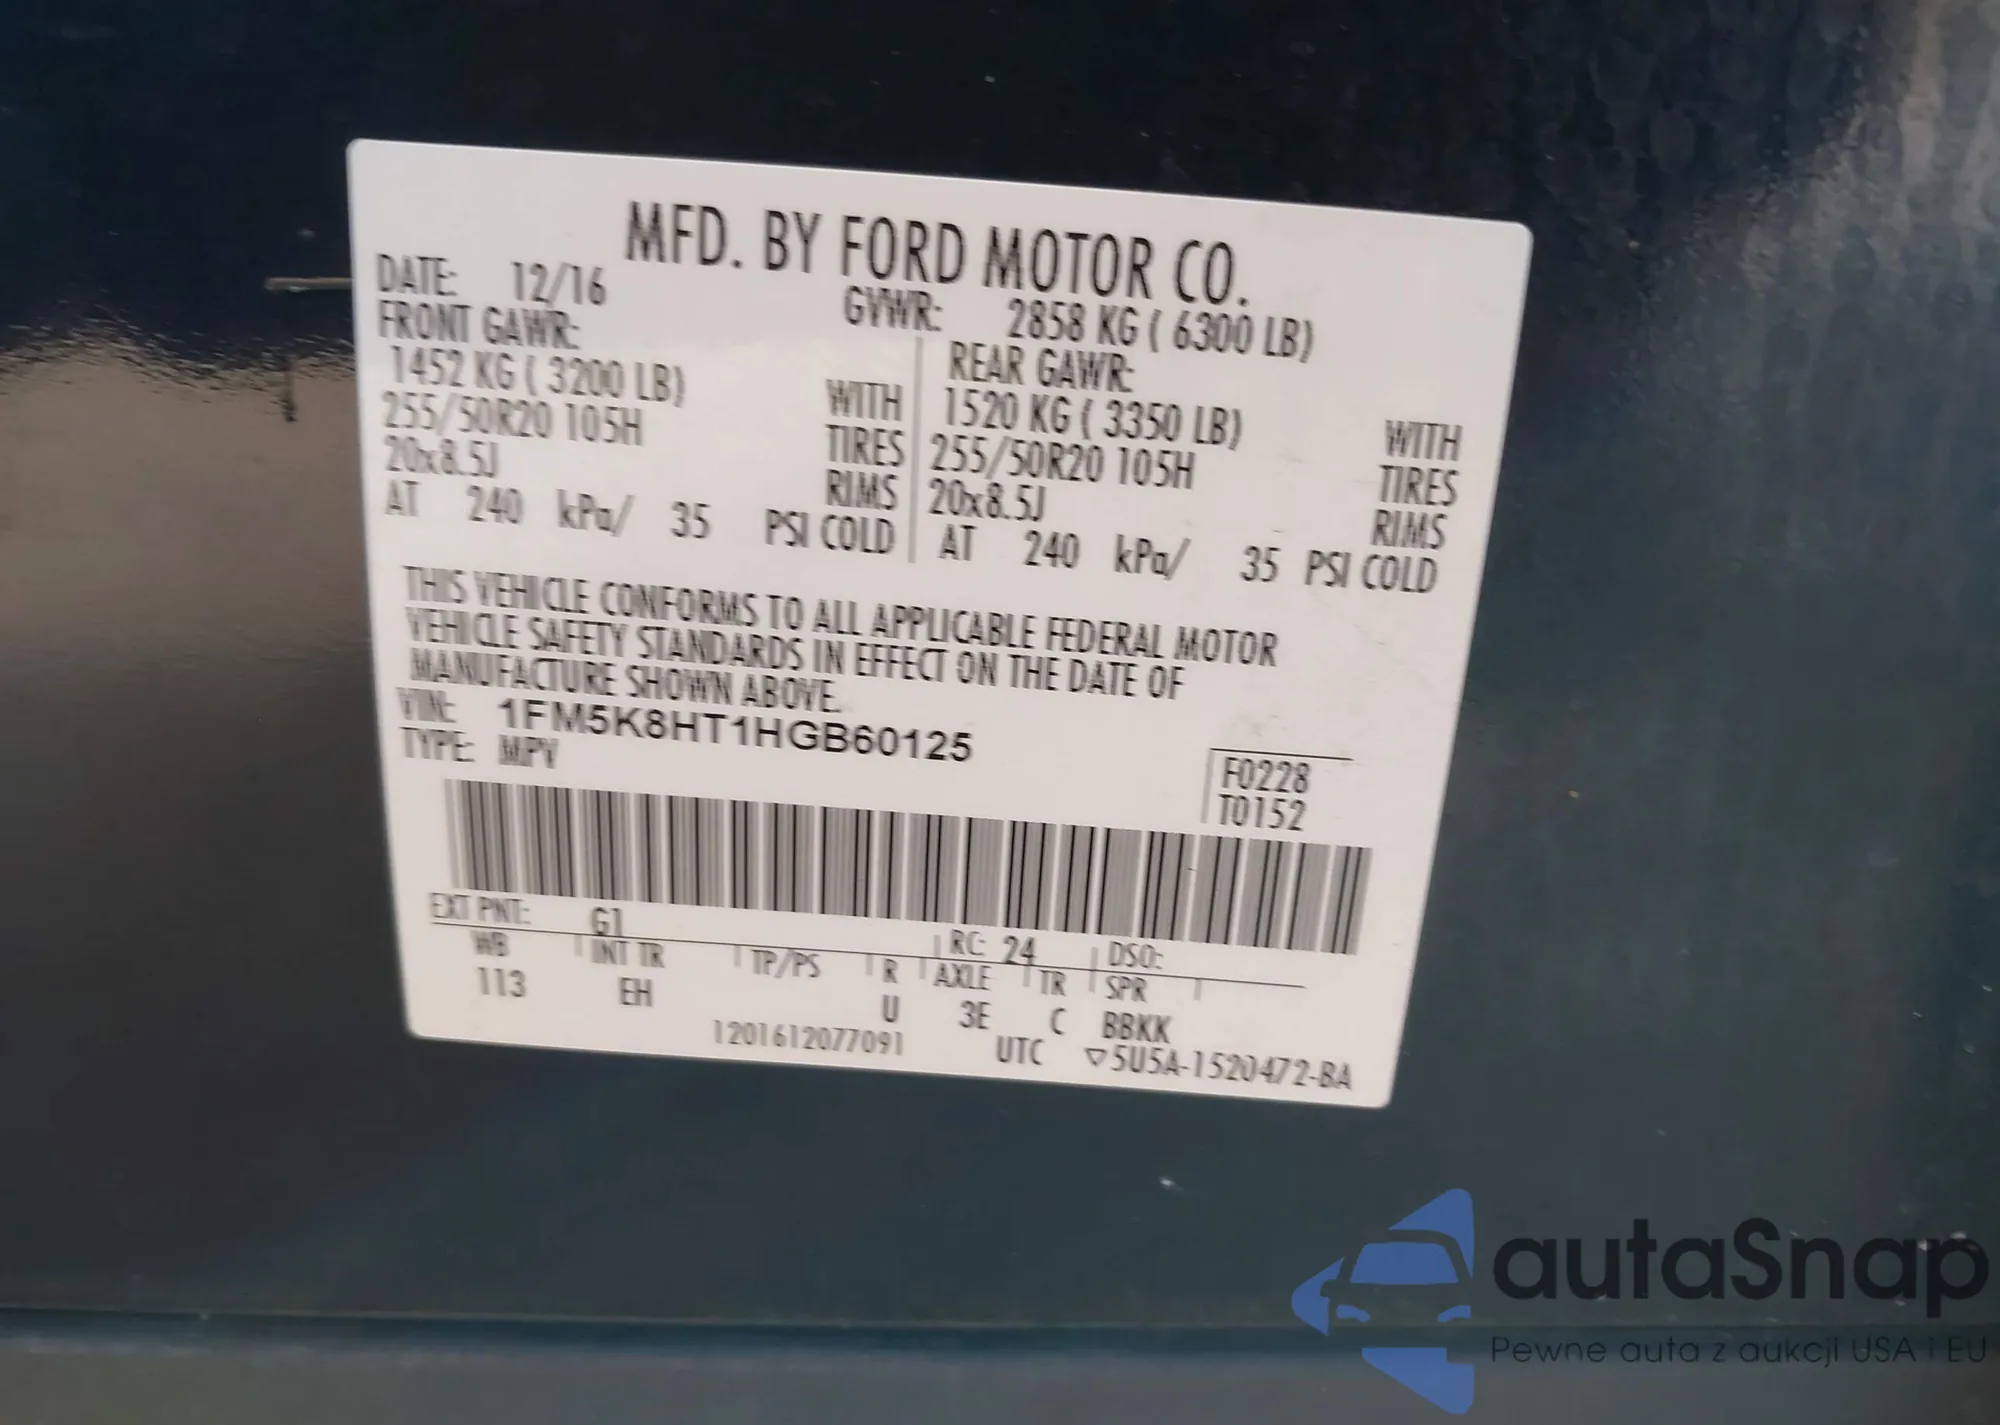 MFD. BY FORD MOTOR CO.
DATE: 12/16 GVWR: 2858 KG ( 6300 LB)
FRONT GAWR: REAR GAWR:
1452 KG ( 3200 LB) WITH 1520 KG ( 3350 LB) WITH
255/50R20 105H TIRES 255/50R20 105H TIRES
20x8.5J RIMS 20x8.5J RIMS
AT 240 kPa/ 35 PSI COLD AT 240 kPa/ 35 PSI COLD
THIS VEHICLE CONFORMS TO ALL APPLICABLE FEDERAL MOTOR
VEHICLE SAFETY STANDARDS IN EFFECT ON THE DATE OF
MANUFACTURE SHOWN ABOVE.
VIN: 1FM5K8HT1HGB60125
TYPE: MPV
F0228
T0152
EXT PNT: G1 RC: 24 DSO:
WB INT TR TP/PS R AXLE TR SPR
113 EH U 3E C BBKK
1201612077091 UTC ▽5U5A-1520472-BA
autaSnap
Pewne auta z aukcji USA i EU